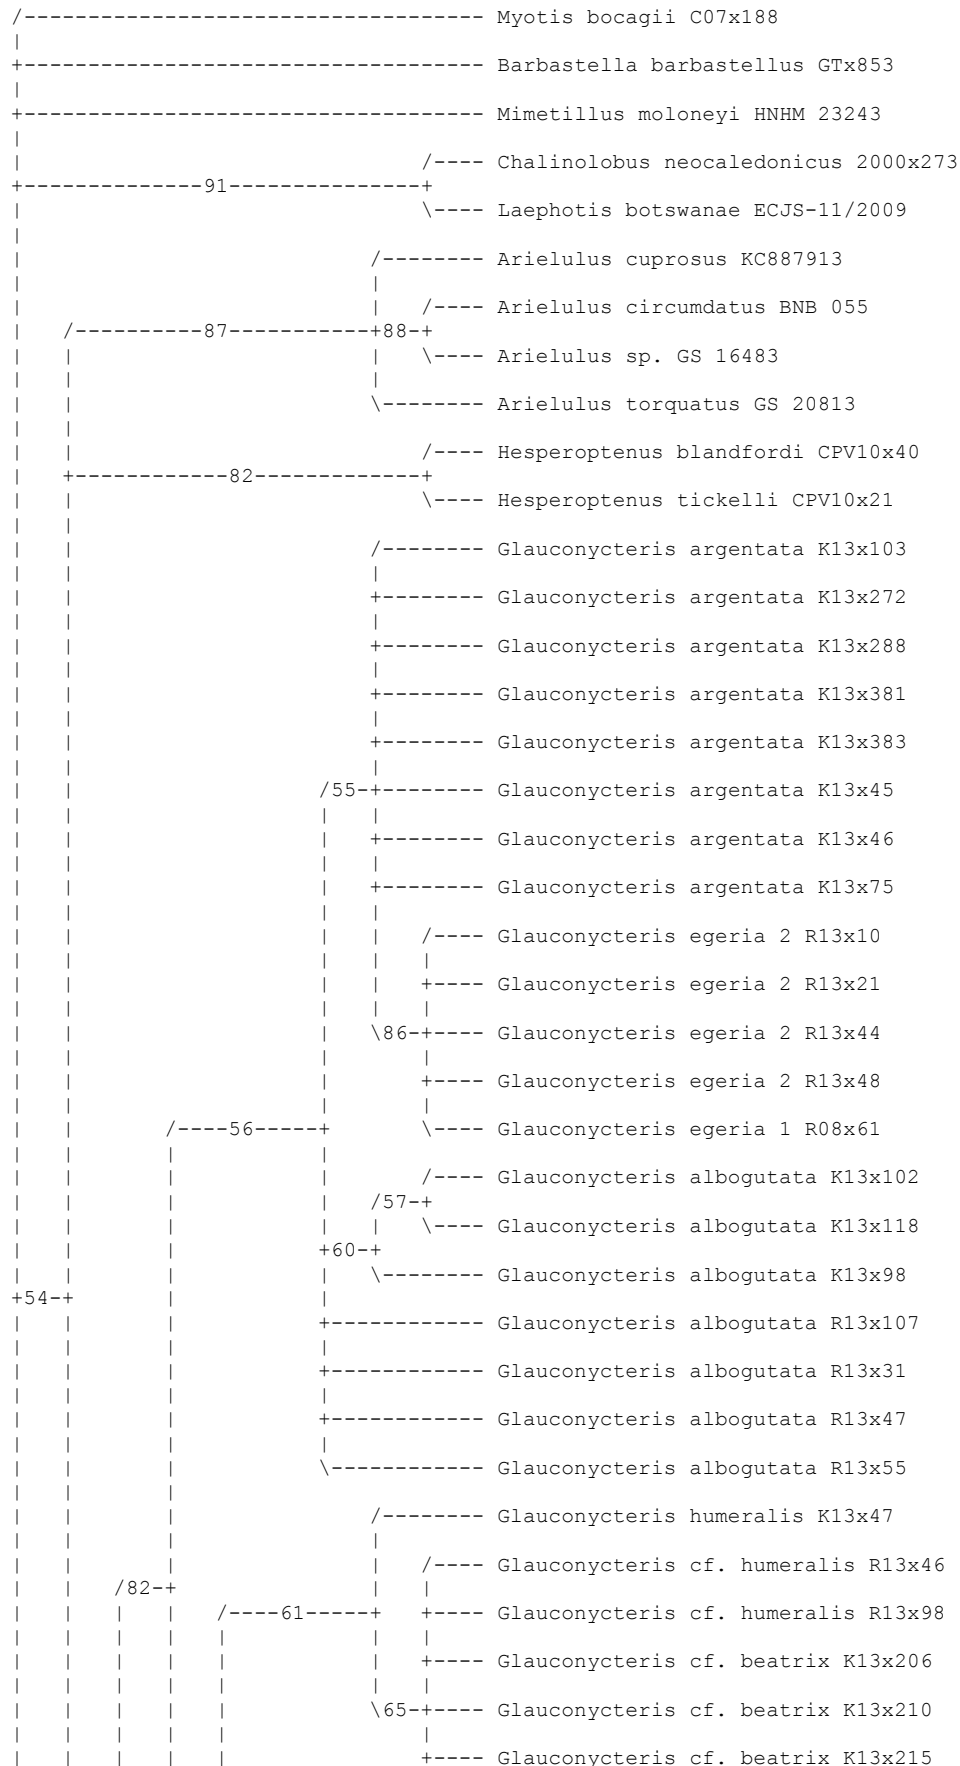 Myotis bocagii C07x188
Barbastella barbastellus GTx853
Mimetillus moloneyi HNHM 23243
Chalinolobus neocaledonicus 2000x273
91
Laephotis botswanae ECJS-11/2009
Arielulus cuprosus KC887913
Arielulus circumdatus BNB 055
87 88
Arielulus sp. GS 16483
Arielulus torquatus GS 20813
Hesperoptenus blandfordi CPV10x40
82
Hesperoptenus tickelli CPV10x21
Glauconycteris argentata K13x103
Glauconycteris argentata K13x272
Glauconycteris argentata K13x288
Glauconycteris argentata K13x381
Glauconycteris argentata K13x383
55 Glauconycteris argentata K13x45
Glauconycteris argentata K13x46
Glauconycteris argentata K13x75
Glauconycteris egeria 2 R13x10
Glauconycteris egeria 2 R13x21
86 Glauconycteris egeria 2 R13x44
Glauconycteris egeria 2 R13x48
56 Glauconycteris egeria 1 R08x61
Glauconycteris albogutata K13x102
57
Glauconycteris albogutata K13x118
60
Glauconycteris albogutata K13x98
54
Glauconycteris albogutata R13x107
Glauconycteris albogutata R13x31
Glauconycteris albogutata R13x47
Glauconycteris albogutata R13x55
Glauconycteris humeralis K13x47
Glauconycteris cf. humeralis R13x46
82
61 Glauconycteris cf. humeralis R13x98
Glauconycteris cf. beatrix K13x206
65 Glauconycteris cf. beatrix K13x210
Glauconycteris cf. beatrix K13x215